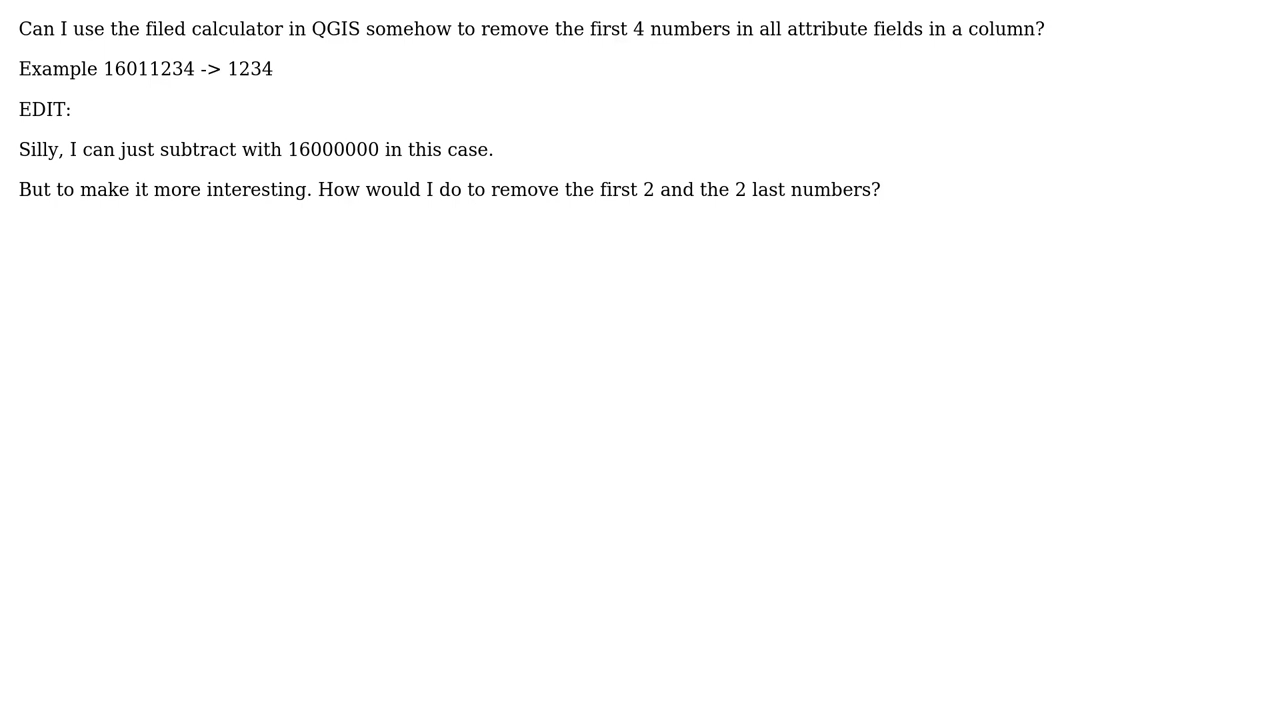 Can I use the filed calculator in QGIS somehow to remove the first 4 numbers in all attribute fields in a column?
Example 16011234 -> 1234
EDIT:
Silly, I can just subtract with 16000000 in this case.
But to make it more interesting. How would I do to remove the first 2 and the 2 last numbers?